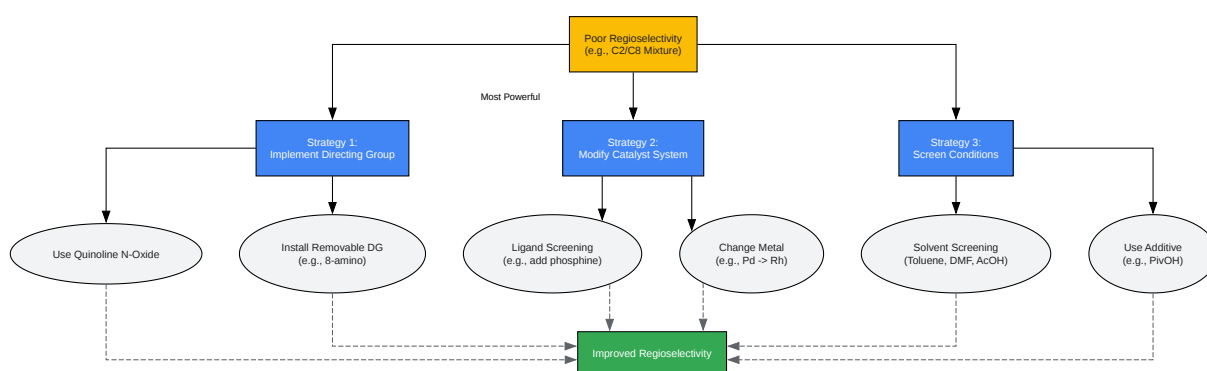 Poor Regioselectivity
(e.g., C2/C8 Mixture)
Most Powerful
Strategy 1:
Implement Directing Group
Strategy 2:
Modify Catalyst System
Strategy 3:
Screen Conditions
Use Quinoline N-Oxide
Install Removable DG
(e.g., 8-amino)
Ligand Screening
(e.g., add phosphine)
Change Metal
(e.g., Pd -> Rh)
Solvent Screening
(Toluene, DMF, AcOH)
Use Additive
(e.g., PivOH)
Improved Regioselectivity